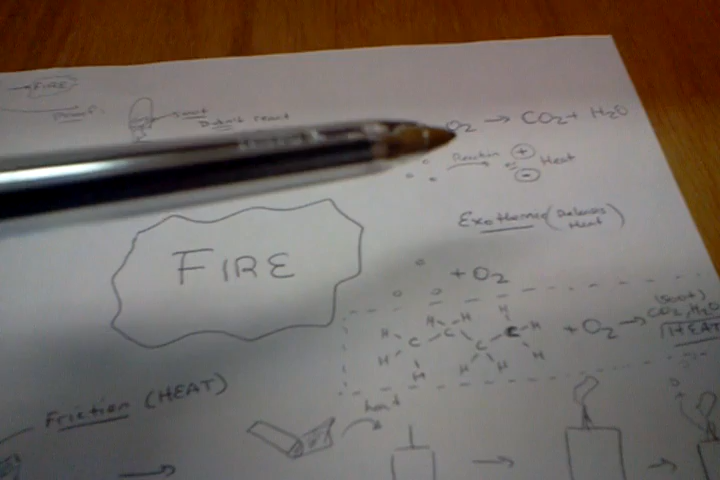 FIRE
O₂ → CO₂ + H₂O
Reaction → or Heat
+
-
Exothermic (Releases Heat)
FIRE
+ O₂
H H H
H C C H
C C H
H H H H
+ O₂ → CO₂, H₂O
(Soot)
HEAT
Friction (HEAT)
heat